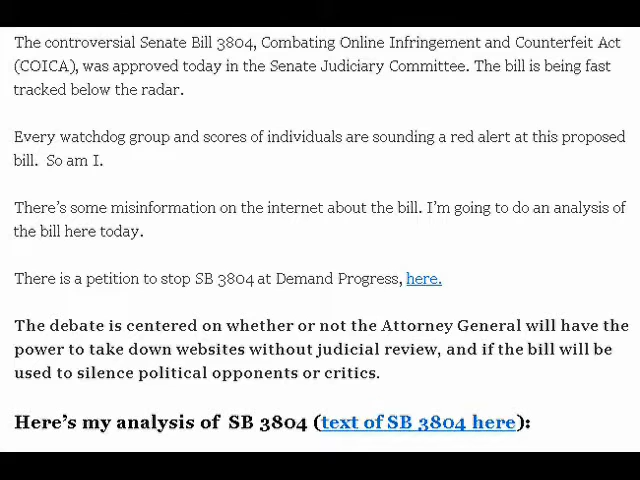 The controversial Senate Bill 3804, Combating Online Infringement and Counterfeit Act
(COICA), was approved today in the Senate Judiciary Committee. The bill is being fast
tracked below the radar.
Every watchdog group and scores of individuals are sounding a red alert at this proposed
bill. So am I.
There's some misinformation on the internet about the bill. I'm going to do an analysis of
the bill here today.
There is a petition to stop SB 3804 at Demand Progress, here.
The debate is centered on whether or not the Attorney General will have the
power to take down websites without judicial review, and if the bill will be
used to silence political opponents or critics.
Here's my analysis of SB 3804 (text of SB 3804 here):